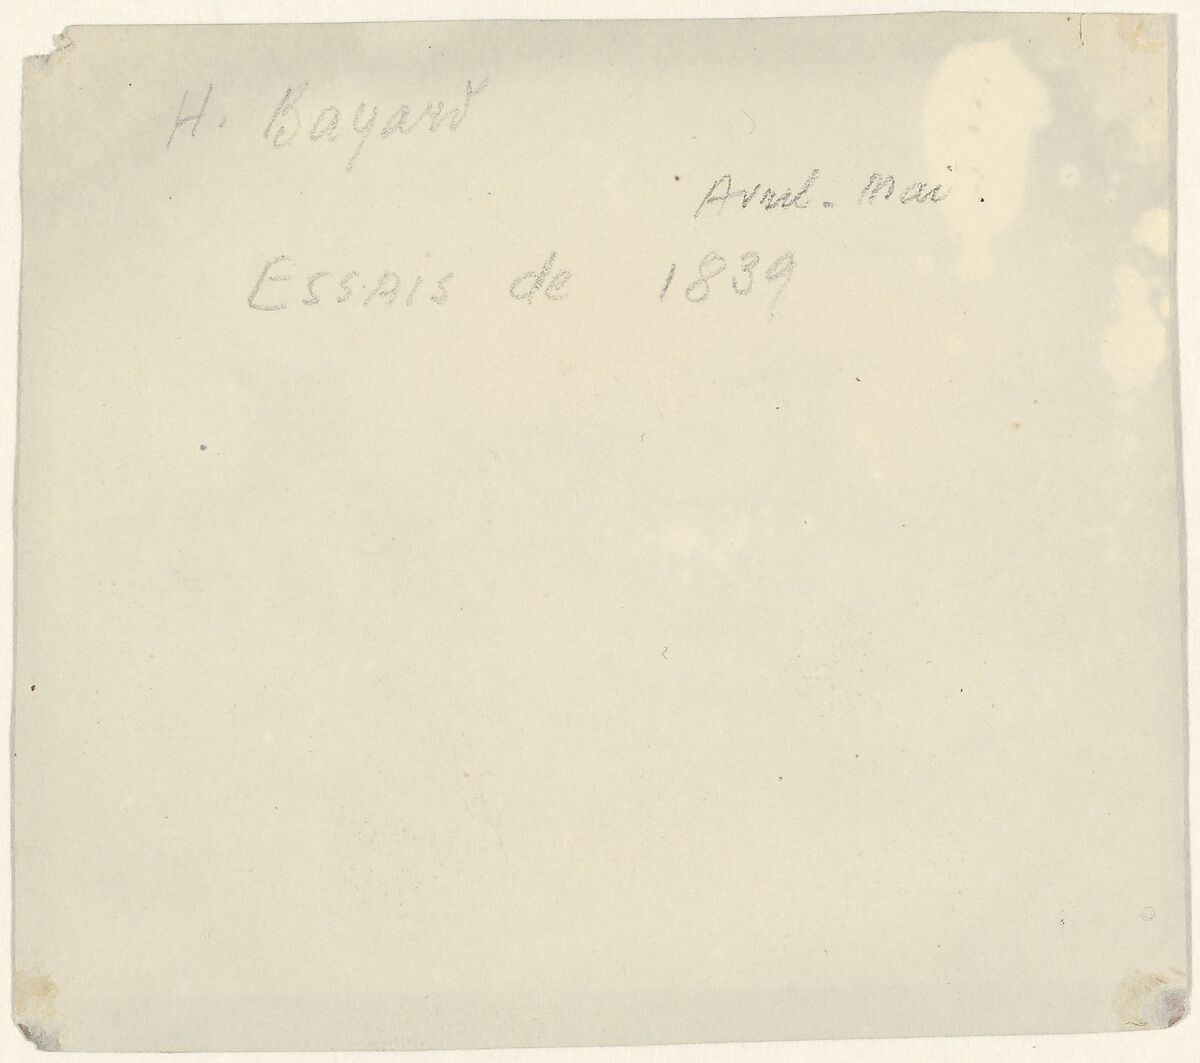 H. Bayard
Avril - Mai.
Essais de 1839